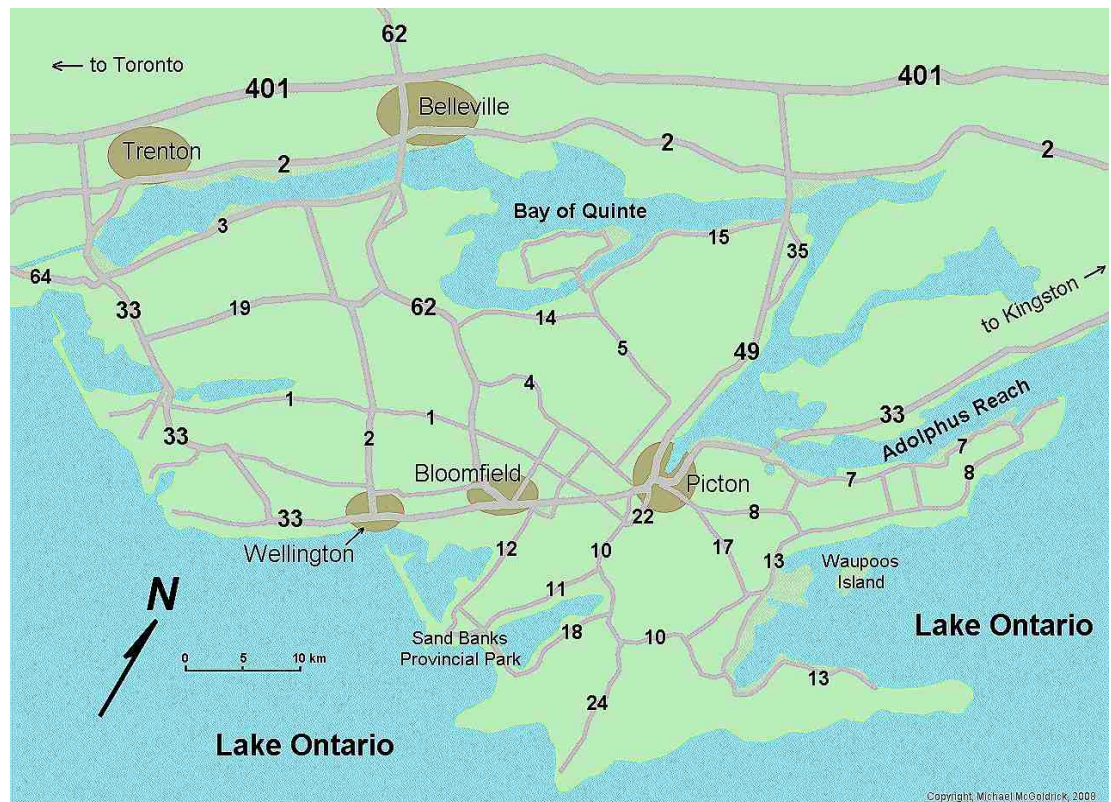 62
← to Toronto
401
401
Belleville
Trenton
2
2
2
Bay of Quinte
3
15
35
64
33
19
62
14
to Kingston →
5
49
4
1
1
33
Adolphus Reach
33
2
7
7
8
Bloomfield
Picton
33
22
8
Wellington
12
10
17
13
Waupoos
Island
11
N
18
10
Sand Banks
Provincial Park
Lake Ontario
0 5 10 km
13
24
Lake Ontario
Copyright, Michael McGoldrick, 2008